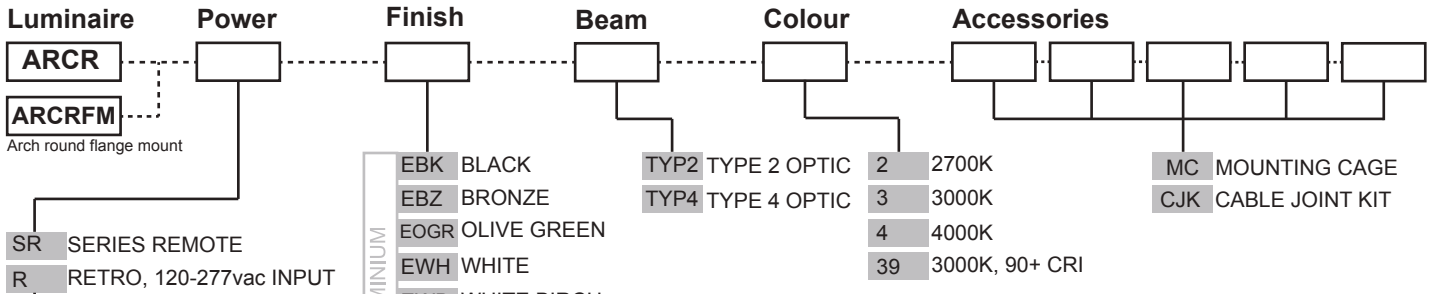 Luminaire Power Finish Beam Colour Accessories
ARCR
ARCRFM
Arch round flange mount
SR SERIES REMOTE
R RETRO, 120-277vac INPUT
EBK BLACK
EBZ BRONZE
EOGR OLIVE GREEN
EWH WHITE
WHITE BIRCH
TYP2 TYPE 2 OPTIC
TYP4 TYPE 4 OPTIC
2 2700K
3 3000K
4 4000K
39 3000K, 90+ CRI
MC MOUNTING CAGE
CJK CABLE JOINT KIT